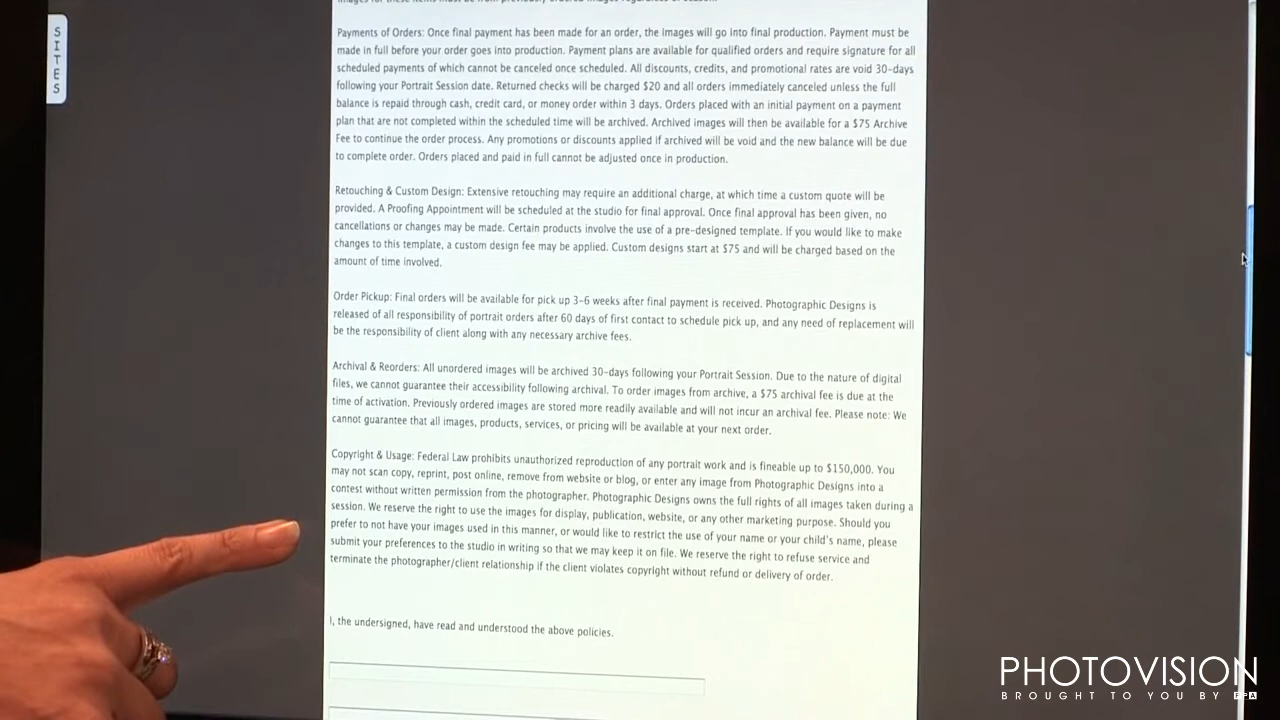 SITES
images for these items must be from previously ordered images regardless of season.
Payments of Orders: Once final payment has been made for an order, the images will go into final production. Payment must be
made in full before your order goes into production. Payment plans are available for qualified orders and require signature for all
scheduled payments of which cannot be canceled once scheduled. All discounts, credits, and promotional rates are void 30-days
following your Portrait Session date. Returned checks will be charged $20 and all orders immediately canceled unless the full
balance is repaid through cash, credit card, or money order within 3 days. Orders placed with an initial payment on a payment
plan that are not completed within the scheduled time will be archived. Archived images will then be available for a $75 Archive
Fee to continue the order process. Any promotions or discounts applied if archived will be void and the new balance will be due
to complete order. Orders placed and paid in full cannot be adjusted once in production.
Retouching & Custom Design: Extensive retouching may require an additional charge, at which time a custom quote will be
provided. A Proofing Appointment will be scheduled at the studio for final approval. Once final approval has been given, no
cancellations or changes may be made. Certain products involve the use of a pre-designed template. If you would like to make
changes to this template, a custom design fee may be applied. Custom designs start at $75 and will be charged based on the
amount of time involved.
Order Pickup: Final orders will be available for pick up 3-6 weeks after final payment is received. Photographic Designs is
released of all responsibility of portrait orders after 60 days of first contact to schedule pick up, and any need of replacement will
be the responsibility of client along with any necessary archive fees.
Archival & Reorders: All unordered images will be archived 30-days following your Portrait Session. Due to the nature of digital
files, we cannot guarantee their accessibility following archival. To order images from archive, a $75 archival fee is due at the
time of activation. Previously ordered images are stored more readily available and will not incur an archival fee. Please note: We
cannot guarantee that all images, products, services, or pricing will be available at your next order.
Copyright & Usage: Federal Law prohibits unauthorized reproduction of any portrait work and is fineable up to $150,000. You
may not scan copy, reprint, post online, remove from website or blog, or enter any image from Photographic Designs into a
contest without written permission from the photographer. Photographic Designs owns the full rights of all images taken during a
session. We reserve the right to use the images for display, publication, website, or any other marketing purpose. Should you
prefer to not have your images used in this manner, or would like to restrict the use of your name or your child's name, please
submit your preferences to the studio in writing so that we may keep it on file. We reserve the right to refuse service and
terminate the photographer/client relationship if the client violates copyright without refund or delivery of order.
I, the undersigned, have read and understood the above policies.
PHOTOVISION
BROUGHT TO YOU BY PPA